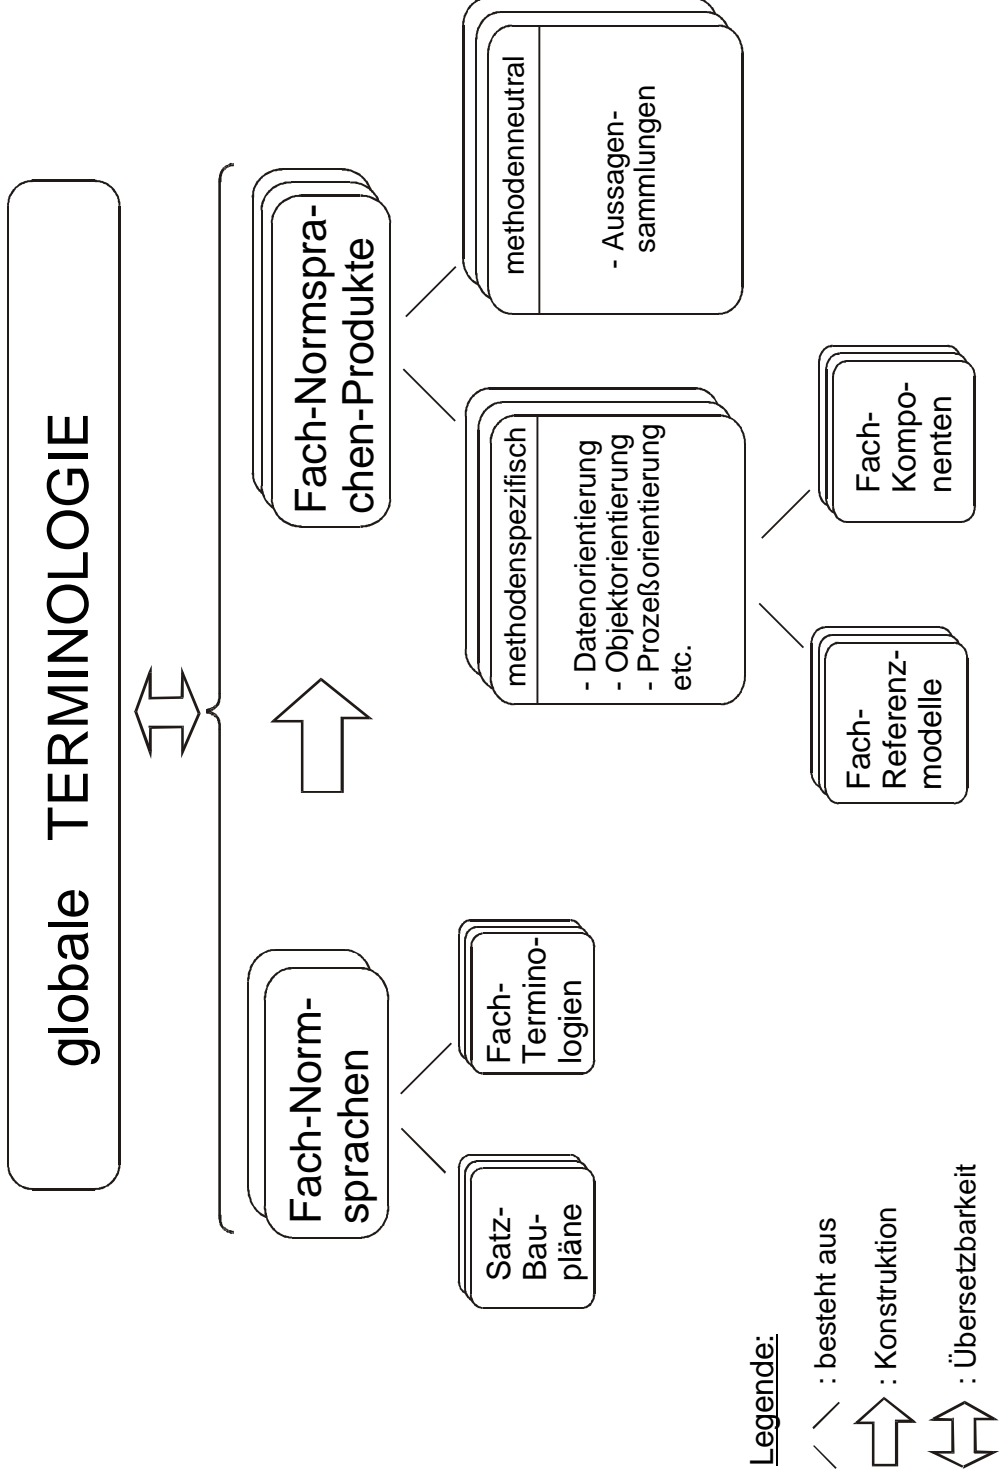 globale TERMINOLOGIE
Fach-Norm-
sprachen
Fach-Normspra-
chen-Produkte
Satz-
Bau-
pläne
Fach-
Termino-
logien
methodenspezifisch
- Datenorientierung
- Objektorientierung
- Prozeßorientierung
etc.
methodenneutral
- Aussagen-
sammlungen
Fach-
Referenz-
modelle
Fach-
Kompo-
nenten
Legende:
: besteht aus
: Konstruktion
: Übersetzbarkeit